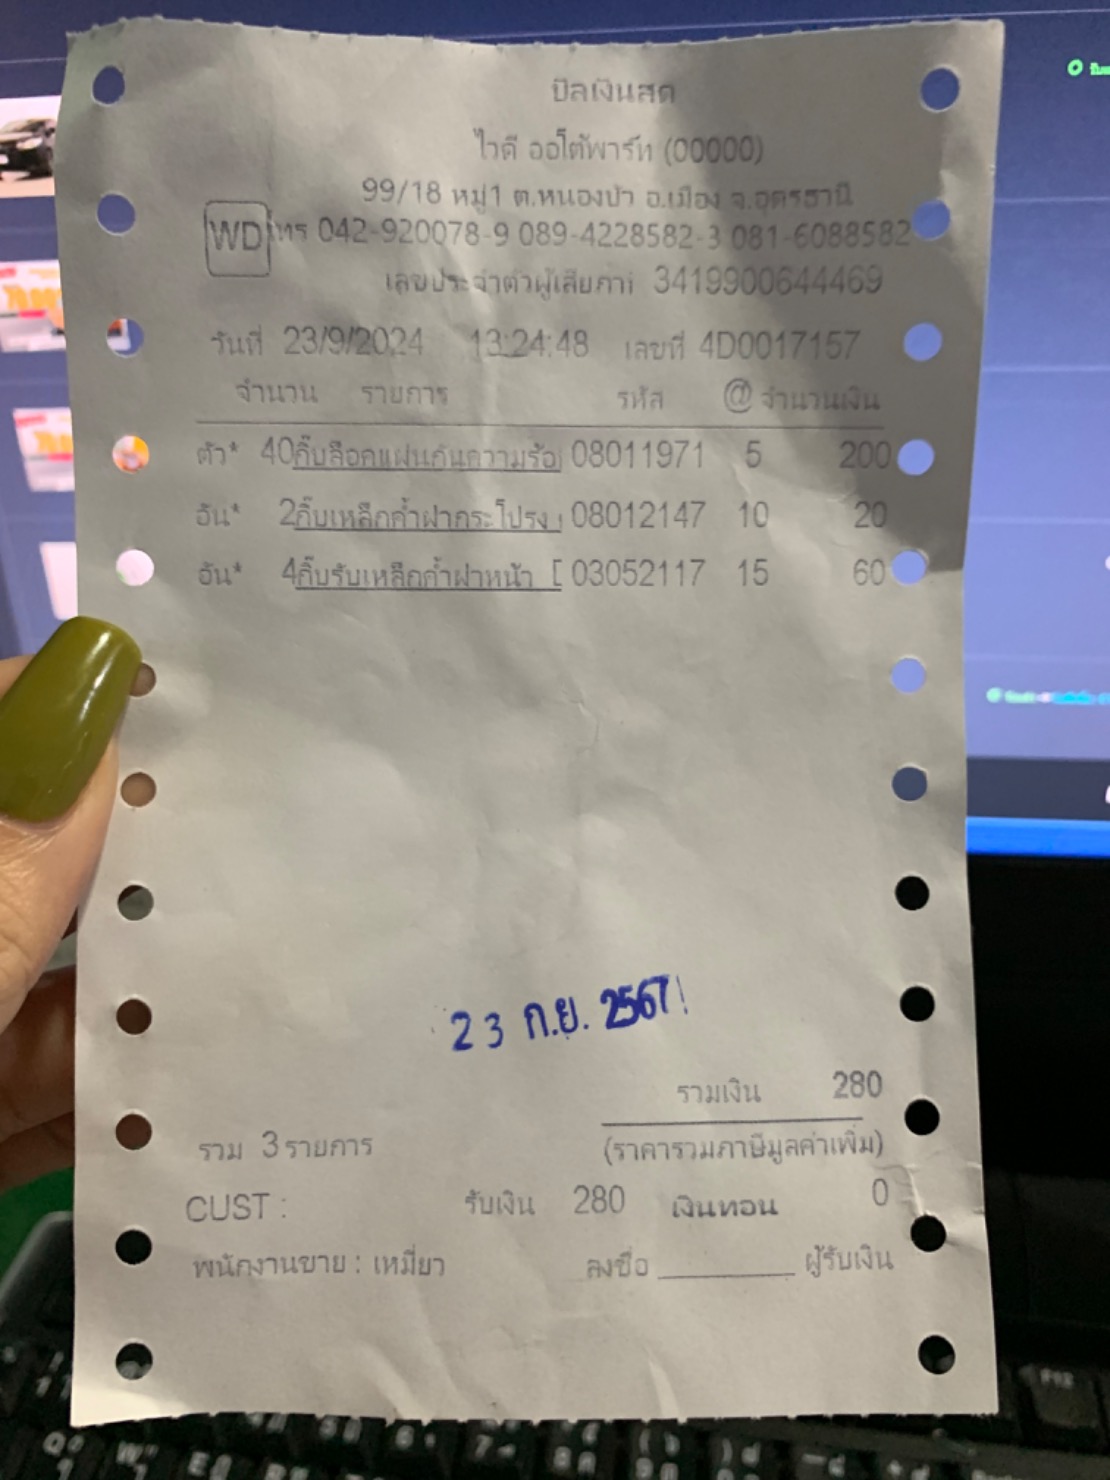 บิลเงินสด
ไวดี ออโต้พาร์ท (00000)
99/18 หมู่1 ต.หนองบัว อ.เมือง จ.อุดรธานี
WD โทร 042-920078-9 089-4228582-3 081-6088582
เลขประจำตัวผู้เสียภาษี 3419900644469
วันที่ 23/9/2024 13:24:48 เลขที่ 4D0017157
จำนวน รายการ รหัส @ จำนวนเงิน
ตัว* 40 กิ๊บล๊อคแผ่นกันความร้อ 08011971 5 200
อัน* 2 กิ๊บเหล็กค้ำฝากระโปรง 08012147 10 20
อัน* 4 กิ๊บรับเหล็กค้ำฝาหน้า [ 03052117 15 60
23 ก.ย. 2567
รวมเงิน 280
รวม 3 รายการ (ราคารวมภาษีมูลค่าเพิ่ม)
CUST : รับเงิน 280 เงินทอน 0
พนักงานขาย : เหมี่ยว ลงชื่อ ________ ผู้รับเงิน